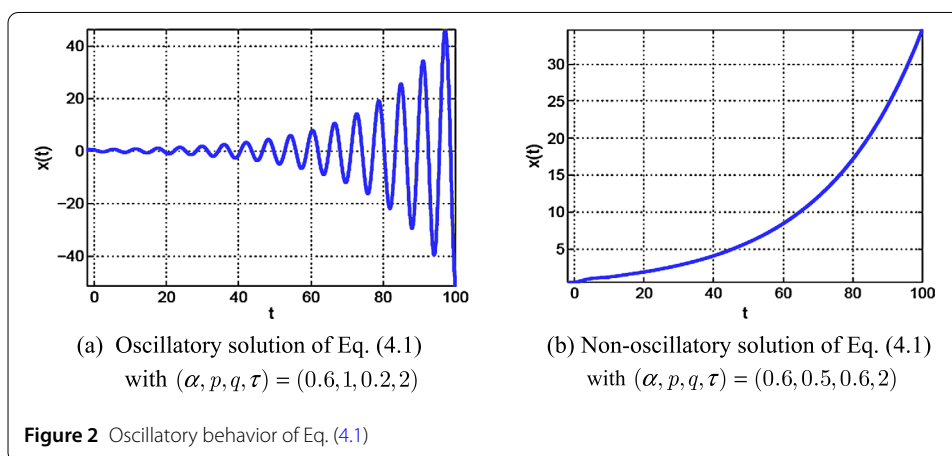 40
20
0
−20
−40
x(t)
0 20 40 60 80 100
t
(a) Oscillatory solution of Eq. (4.1)
with (α, p, q, τ) = (0.6, 1, 0.2, 2)
30
25
20
15
10
5
x(t)
0 20 40 60 80 100
t
(b) Non-oscillatory solution of Eq. (4.1)
with (α, p, q, τ) = (0.6, 0.5, 0.6, 2)
Figure 2 Oscillatory behavior of Eq. (4.1)